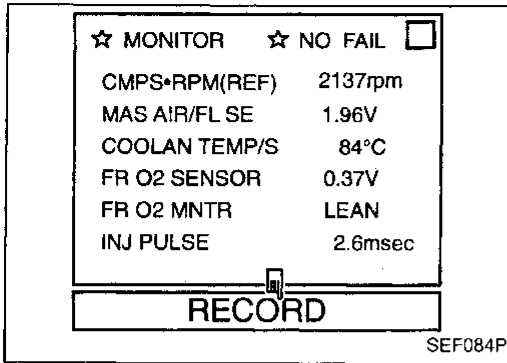 ☆ MONITOR ☆ NO FAIL
CMPS•RPM(REF) 2137rpm
MAS AIR/FL SE 1.96V
COOLAN TEMP/S 84°C
FR O2 SENSOR 0.37V
FR O2 MNTR LEAN
INJ PULSE 2.6msec
RECORD
SEF084P